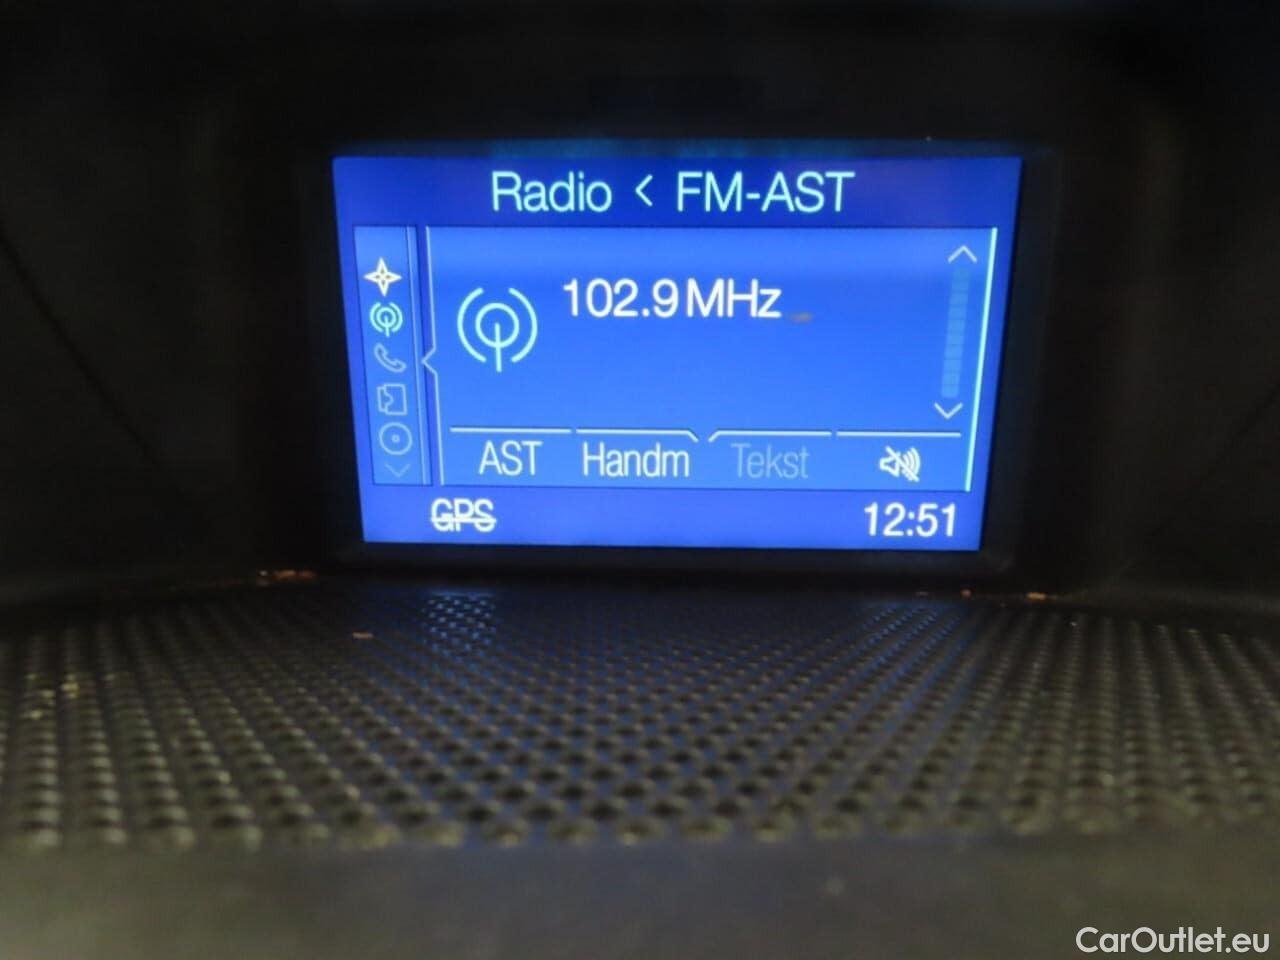 Radio < FM-AST
102.9 MHz
AST Handm Tekst
GPS 12:51
CarOutlet.eu